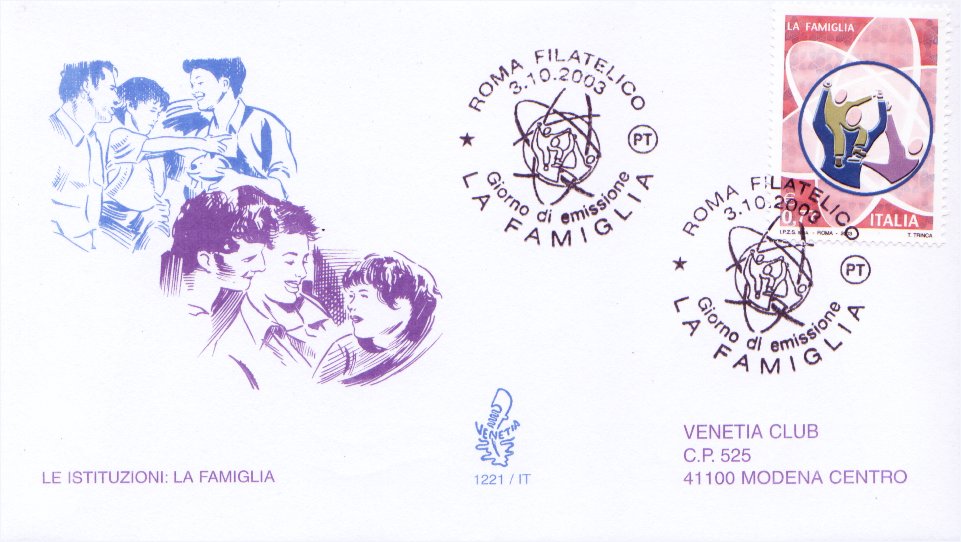 LA FAMIGLIA
ITALIA
I.P.Z.S. S.p.A. - ROMA - 2003
T. TRINCA
ROMA FILATELICO
3.10.2003
PT
Giorno di emissione
LA FAMIGLIA
ROMA FILATELICO
3.10.2003
PT
Giorno di emissione
LA FAMIGLIA
VENETIA
1221 / IT
LE ISTITUZIONI: LA FAMIGLIA
VENETIA CLUB
C.P. 525
41100 MODENA CENTRO